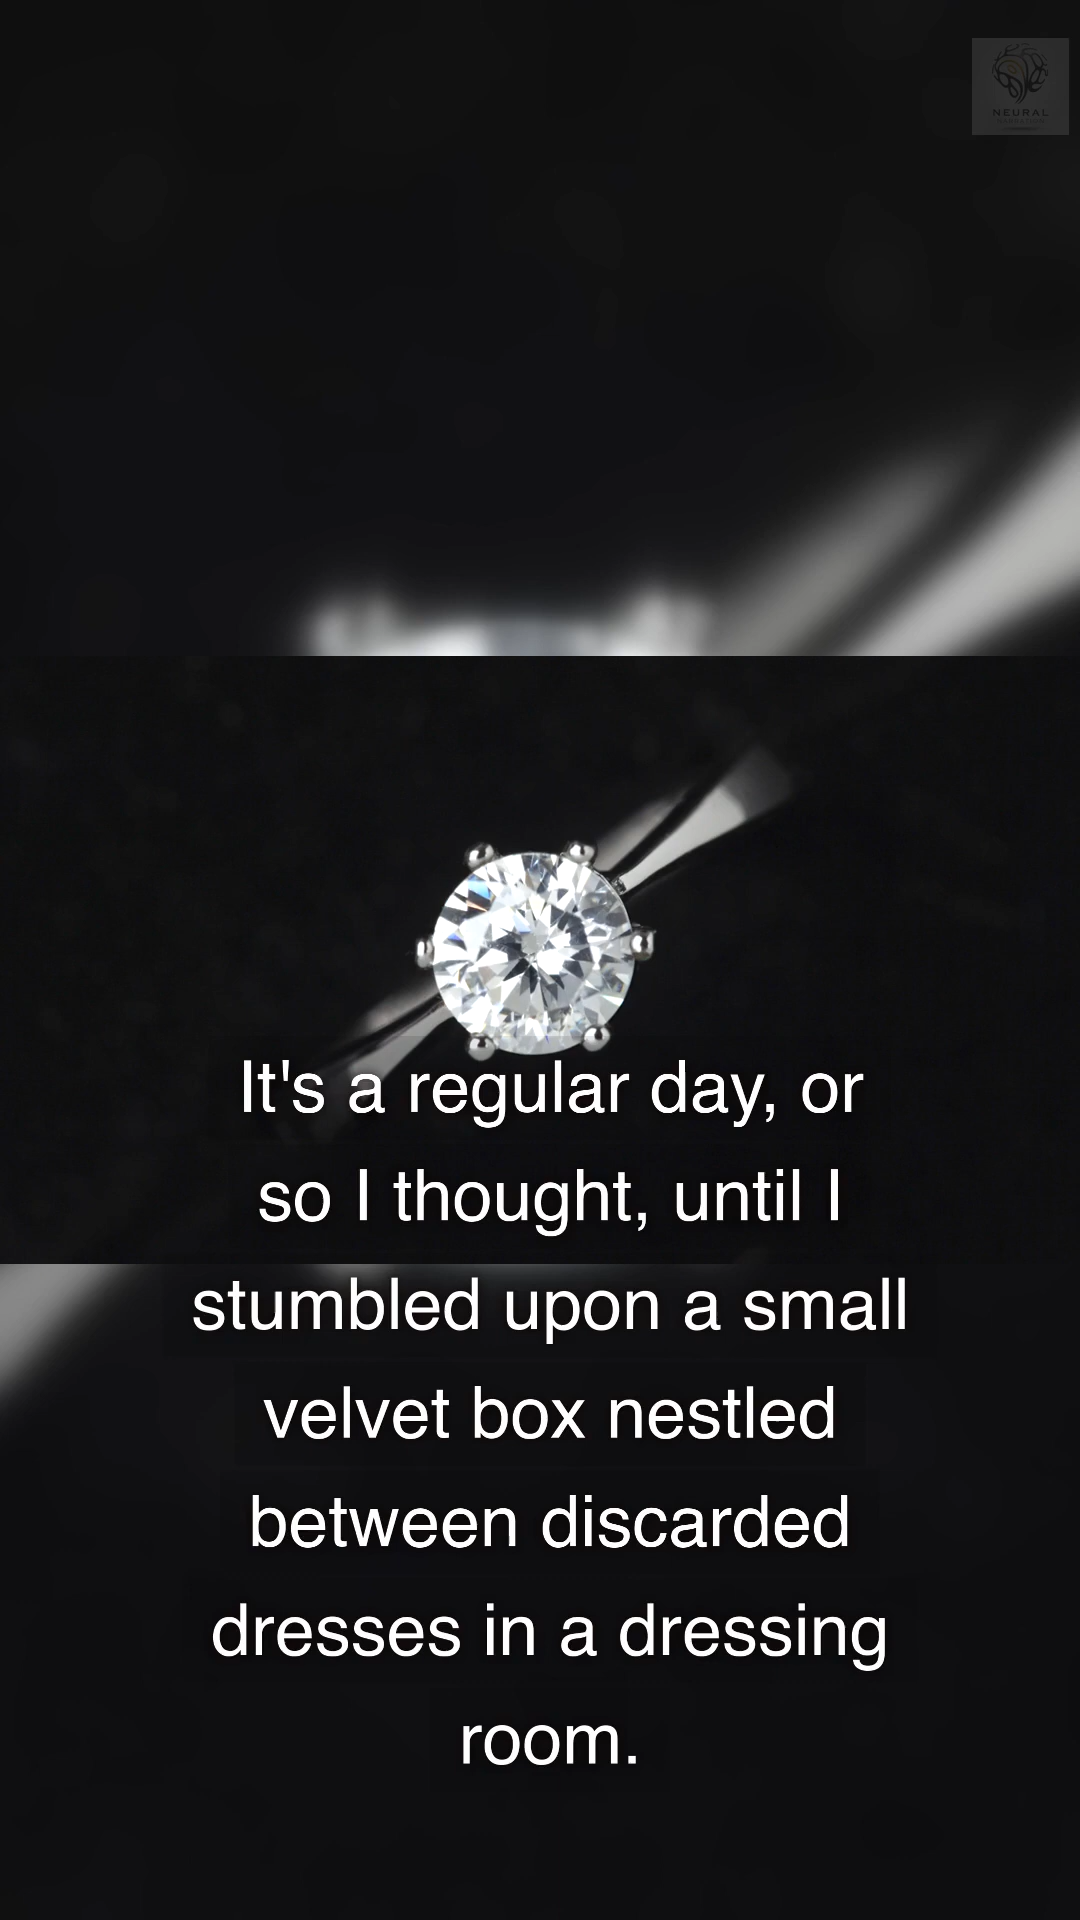 NEURAL
It's a regular day, or
so I thought, until I
stumbled upon a small
velvet box nestled
between discarded
dresses in a dressing
room.